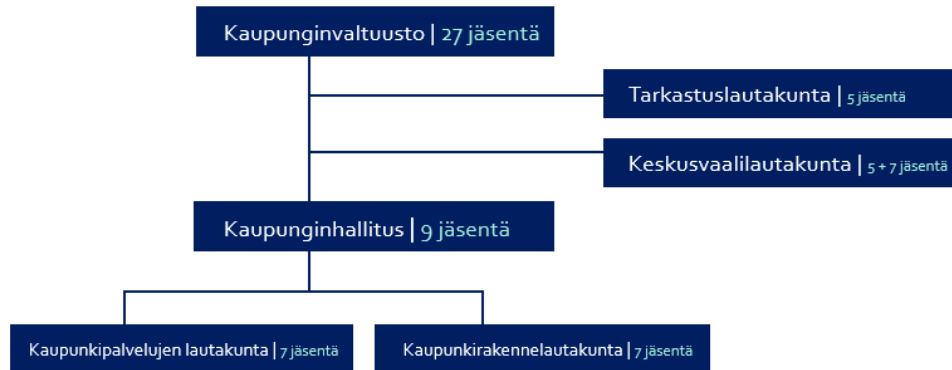 Kaupunginvaltuusto | 27 jäsentä
Tarkastuslautakunta | 5 jäsentä
Keskusvaalilautakunta | 5 + 7 jäsentä
Kaupunginhallitus | 9 jäsentä
Kaupunkipalvelujen lautakunta | 7 jäsentä
Kaupunkirakennelautakunta | 7 jäsentä